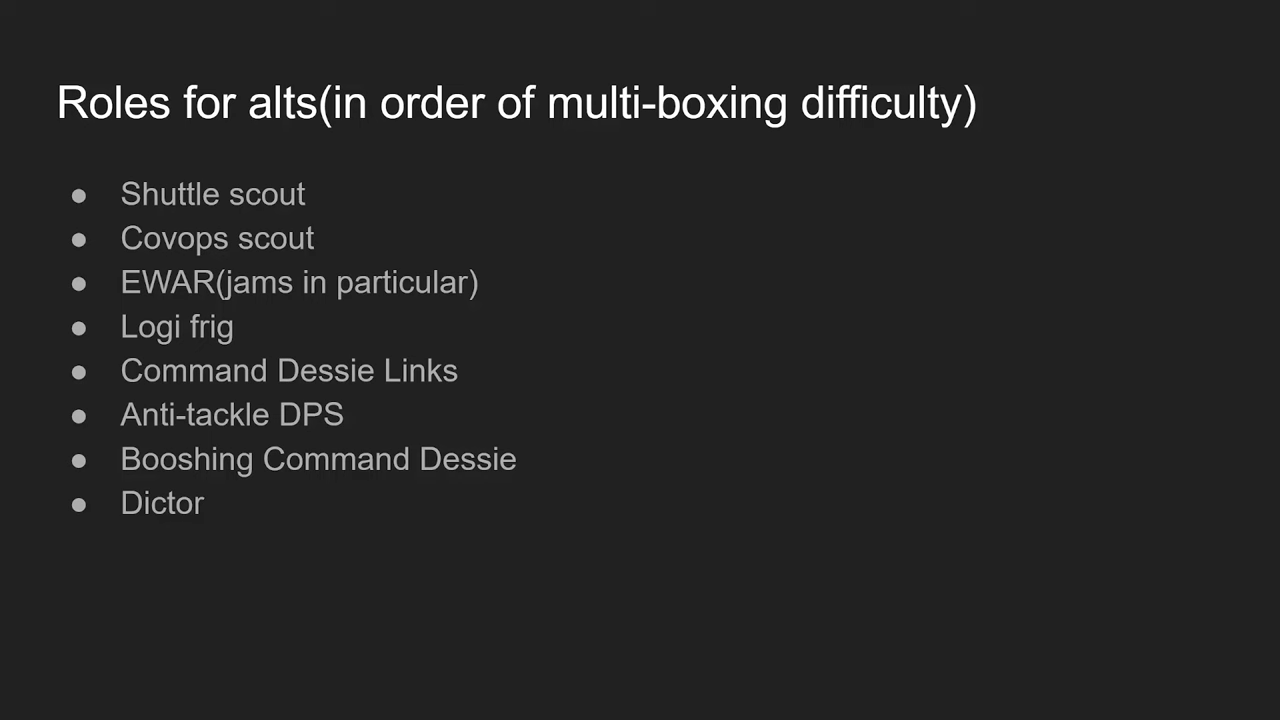 Roles for alts(in order of multi-boxing difficulty)
● Shuttle scout
● Covops scout
● EWAR(jams in particular)
● Logi frig
● Command Dessie Links
● Anti-tackle DPS
● Booshing Command Dessie
● Dictor